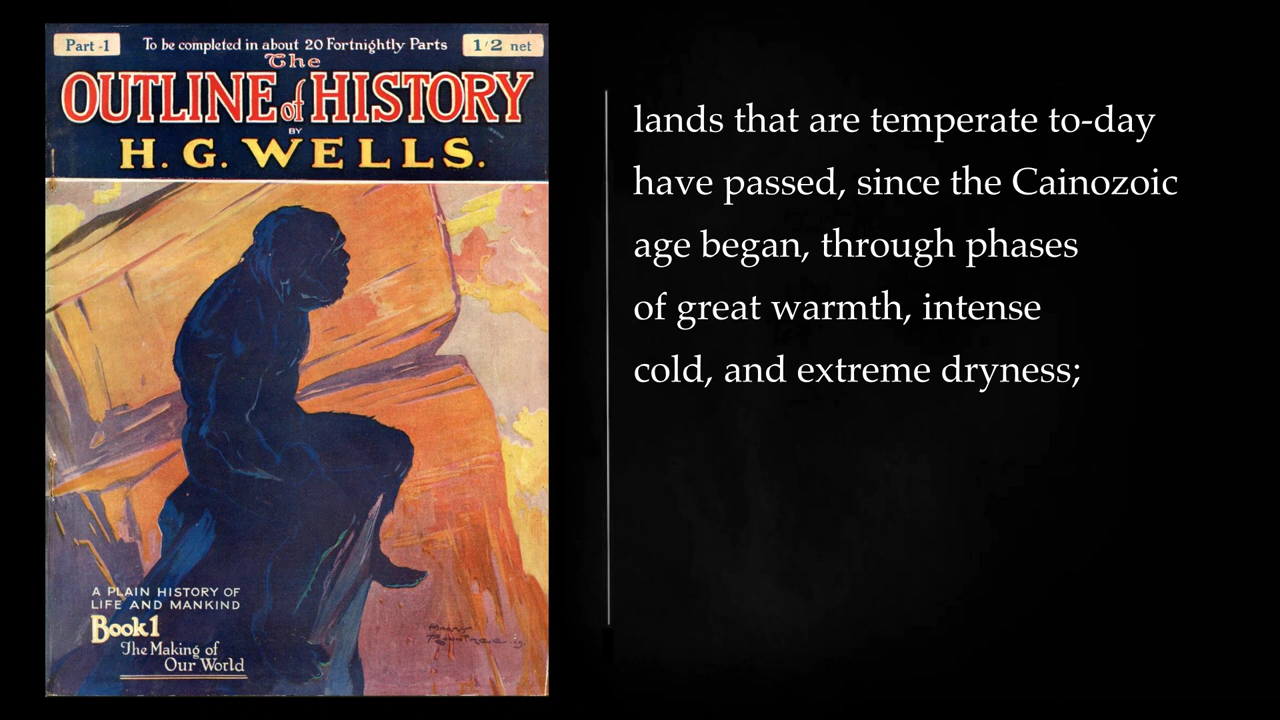 Part -1
To be completed in about 20 Fortnightly Parts
1/2 net
The
OUTLINE of HISTORY
BY
H. G. WELLS.
A PLAIN HISTORY OF
LIFE AND MANKIND
Book 1
The Making of
Our World
lands that are temperate to-day
have passed, since the Cainozoic
age began, through phases
of great warmth, intense
cold, and extreme dryness;